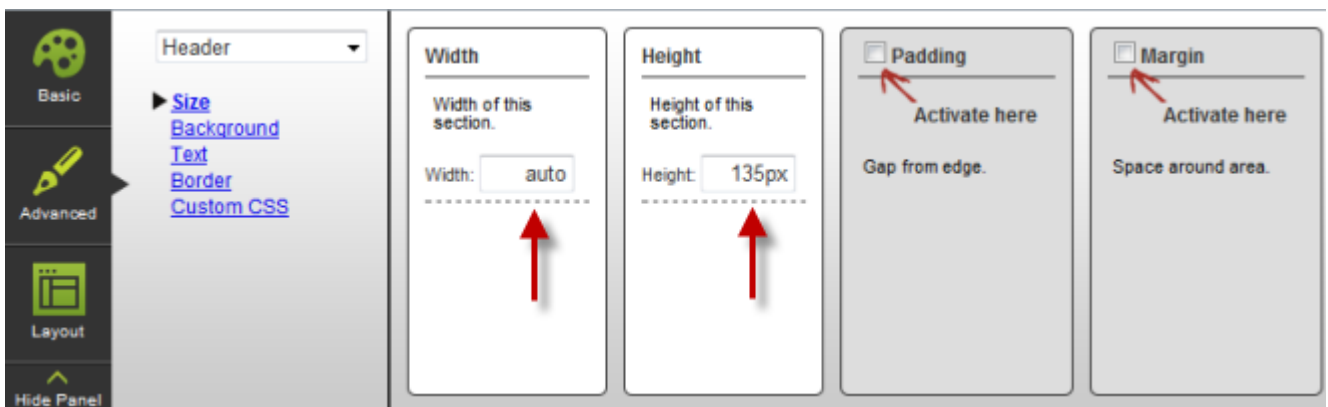 Basic
Advanced
Layout
Hide Panel
Header
Size
Background
Text
Border
Custom CSS
Width
Width of this
section.
Width: auto
Height
Height of this
section.
Height: 135px
Padding
Activate here
Gap from edge.
Margin
Activate here
Space around area.